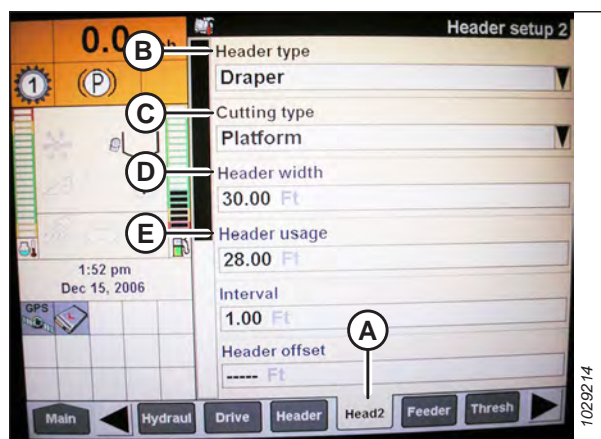 0.0
h
Header setup 2
B
Header type
Draper
1
(P)
C
Cutting type
Platform
D
Header width
30.00 Ft
E
Header usage
28.00 Ft
1:52 pm
Dec 15, 2006
Interval
1.00 Ft
GPS
A
Header offset
----- Ft
Main
Hydraul
Drive
Header
Head2
Feeder
Thresh
1029214